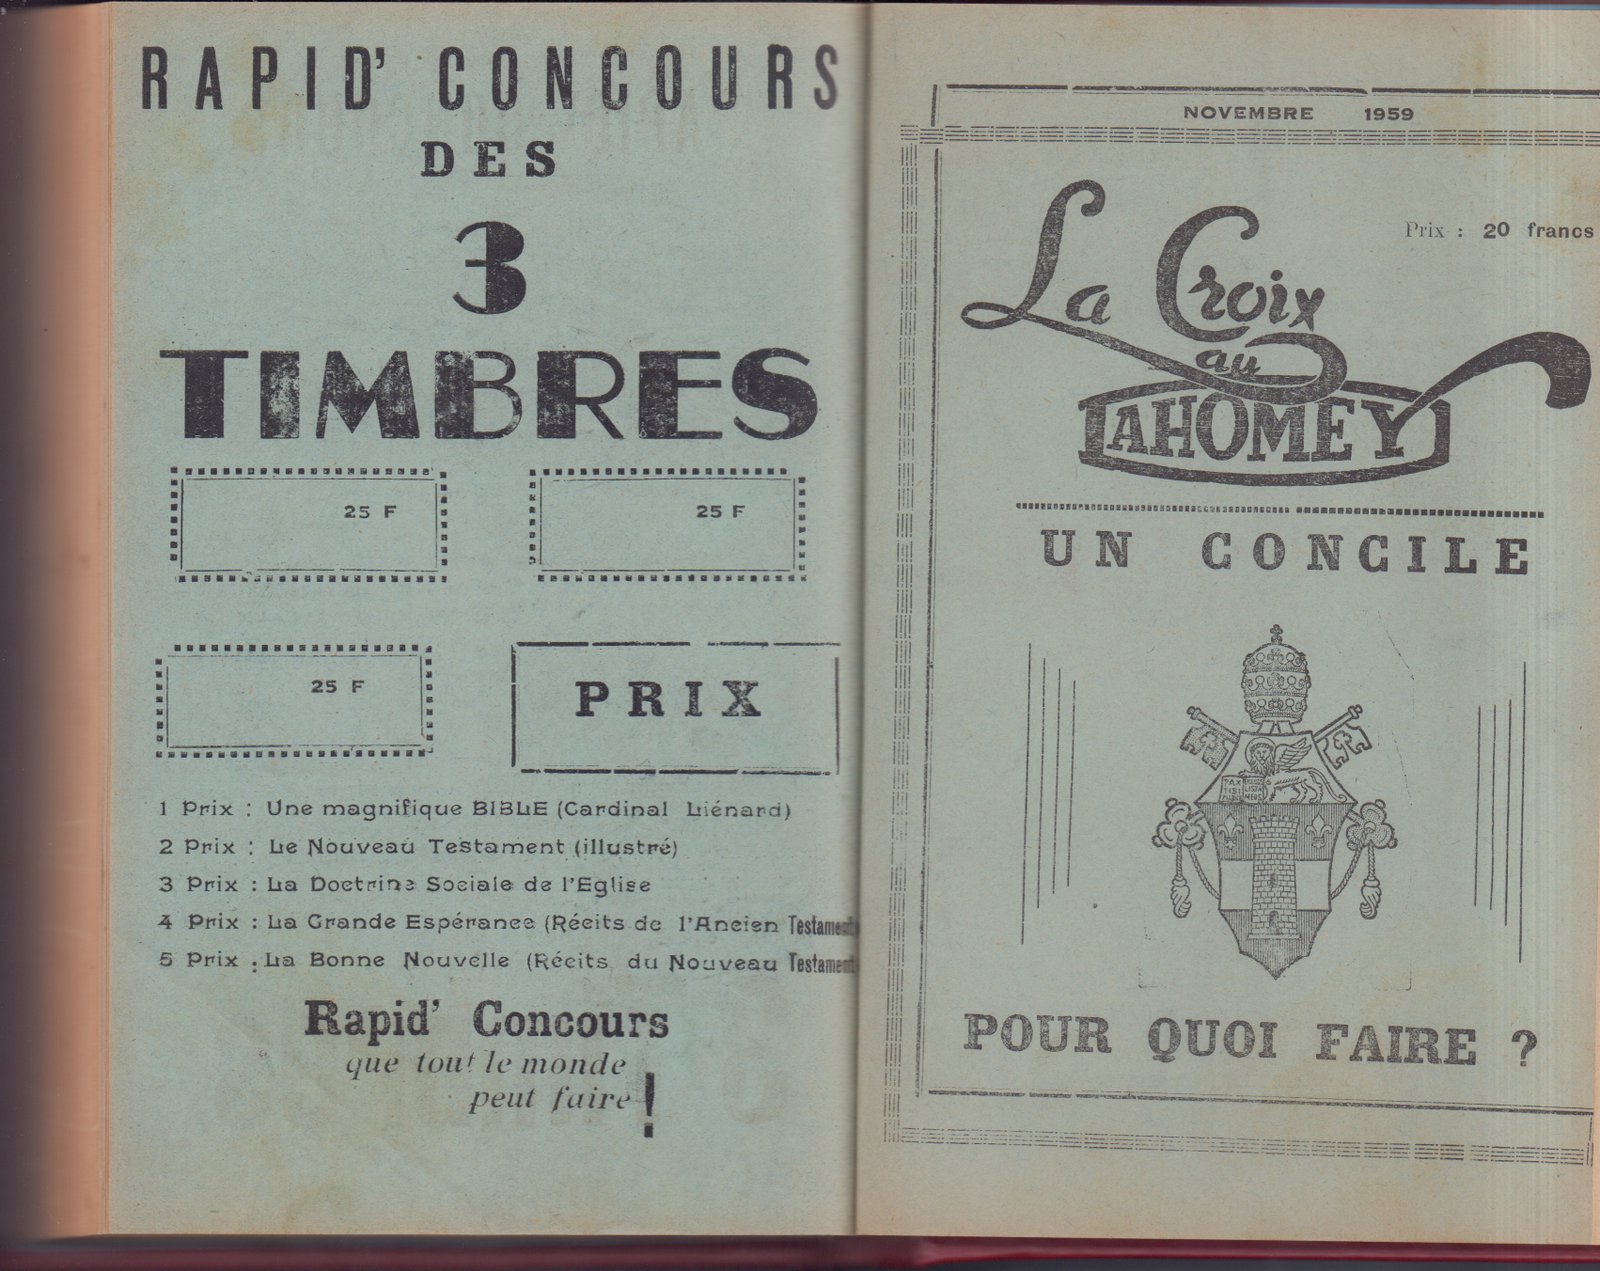 RAPID' CONCOURS
DES
3
TIMBRES
25 F
25 F
25 F
PRIX
1 Prix : Une magnifique BIBLE (Cardinal Liénard)
2 Prix : Le Nouveau Testament (illustré)
3 Prix : La Doctrine Sociale de l'Eglise
4 Prix : La Grande Espérance (Récits de l'Ancien Testament
5 Prix : La Bonne Nouvelle (Récits du Nouveau Testament
Rapid' Concours
que tout le monde
peut faire !
NOVEMBRE 1959
Prix : 20 francs
La Croix
au
DAHOMEY
UN CONCILE
PAX
TIBI
POUR QUOI FAIRE ?